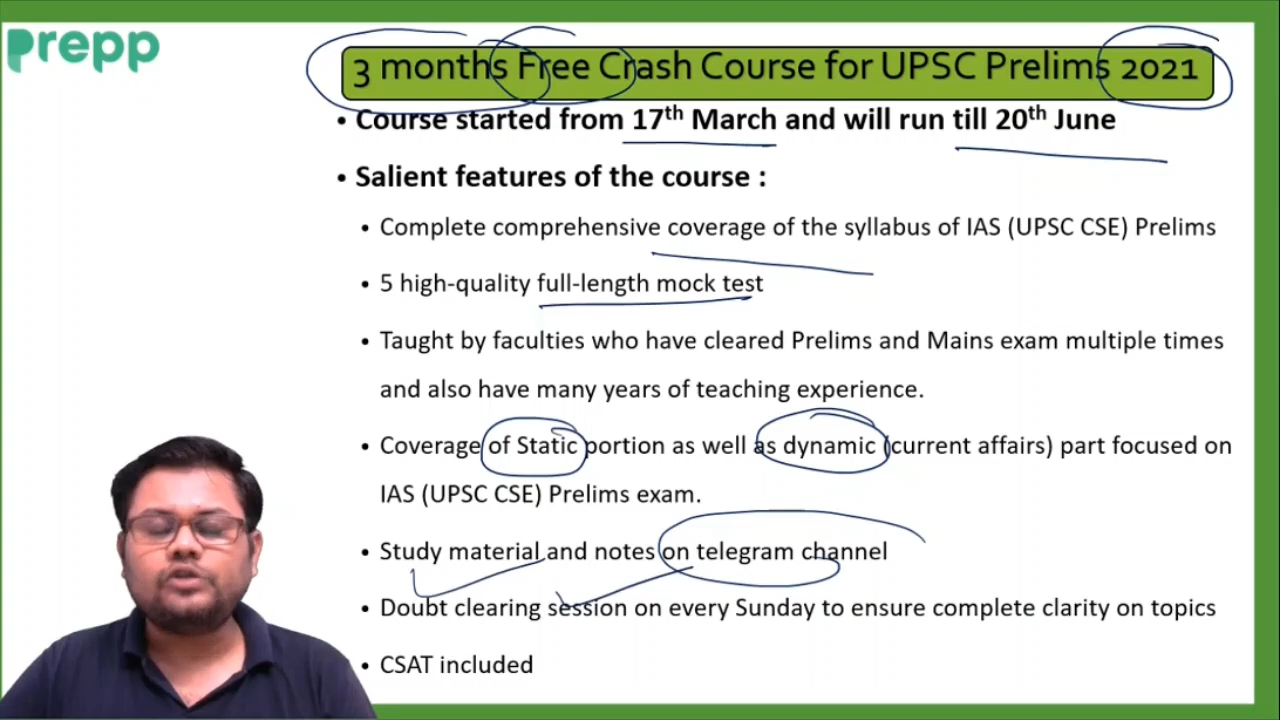 prepp
3 months Free Crash Course for UPSC Prelims 2021
• Course started from 17th March and will run till 20th June
• Salient features of the course :
• Complete comprehensive coverage of the syllabus of IAS (UPSC CSE) Prelims
• 5 high-quality full-length mock test
• Taught by faculties who have cleared Prelims and Mains exam multiple times
and also have many years of teaching experience.
• Coverage of Static portion as well as dynamic (current affairs) part focused on
IAS (UPSC CSE) Prelims exam.
• Study material and notes on telegram channel
• Doubt clearing session on every Sunday to ensure complete clarity on topics
• CSAT included